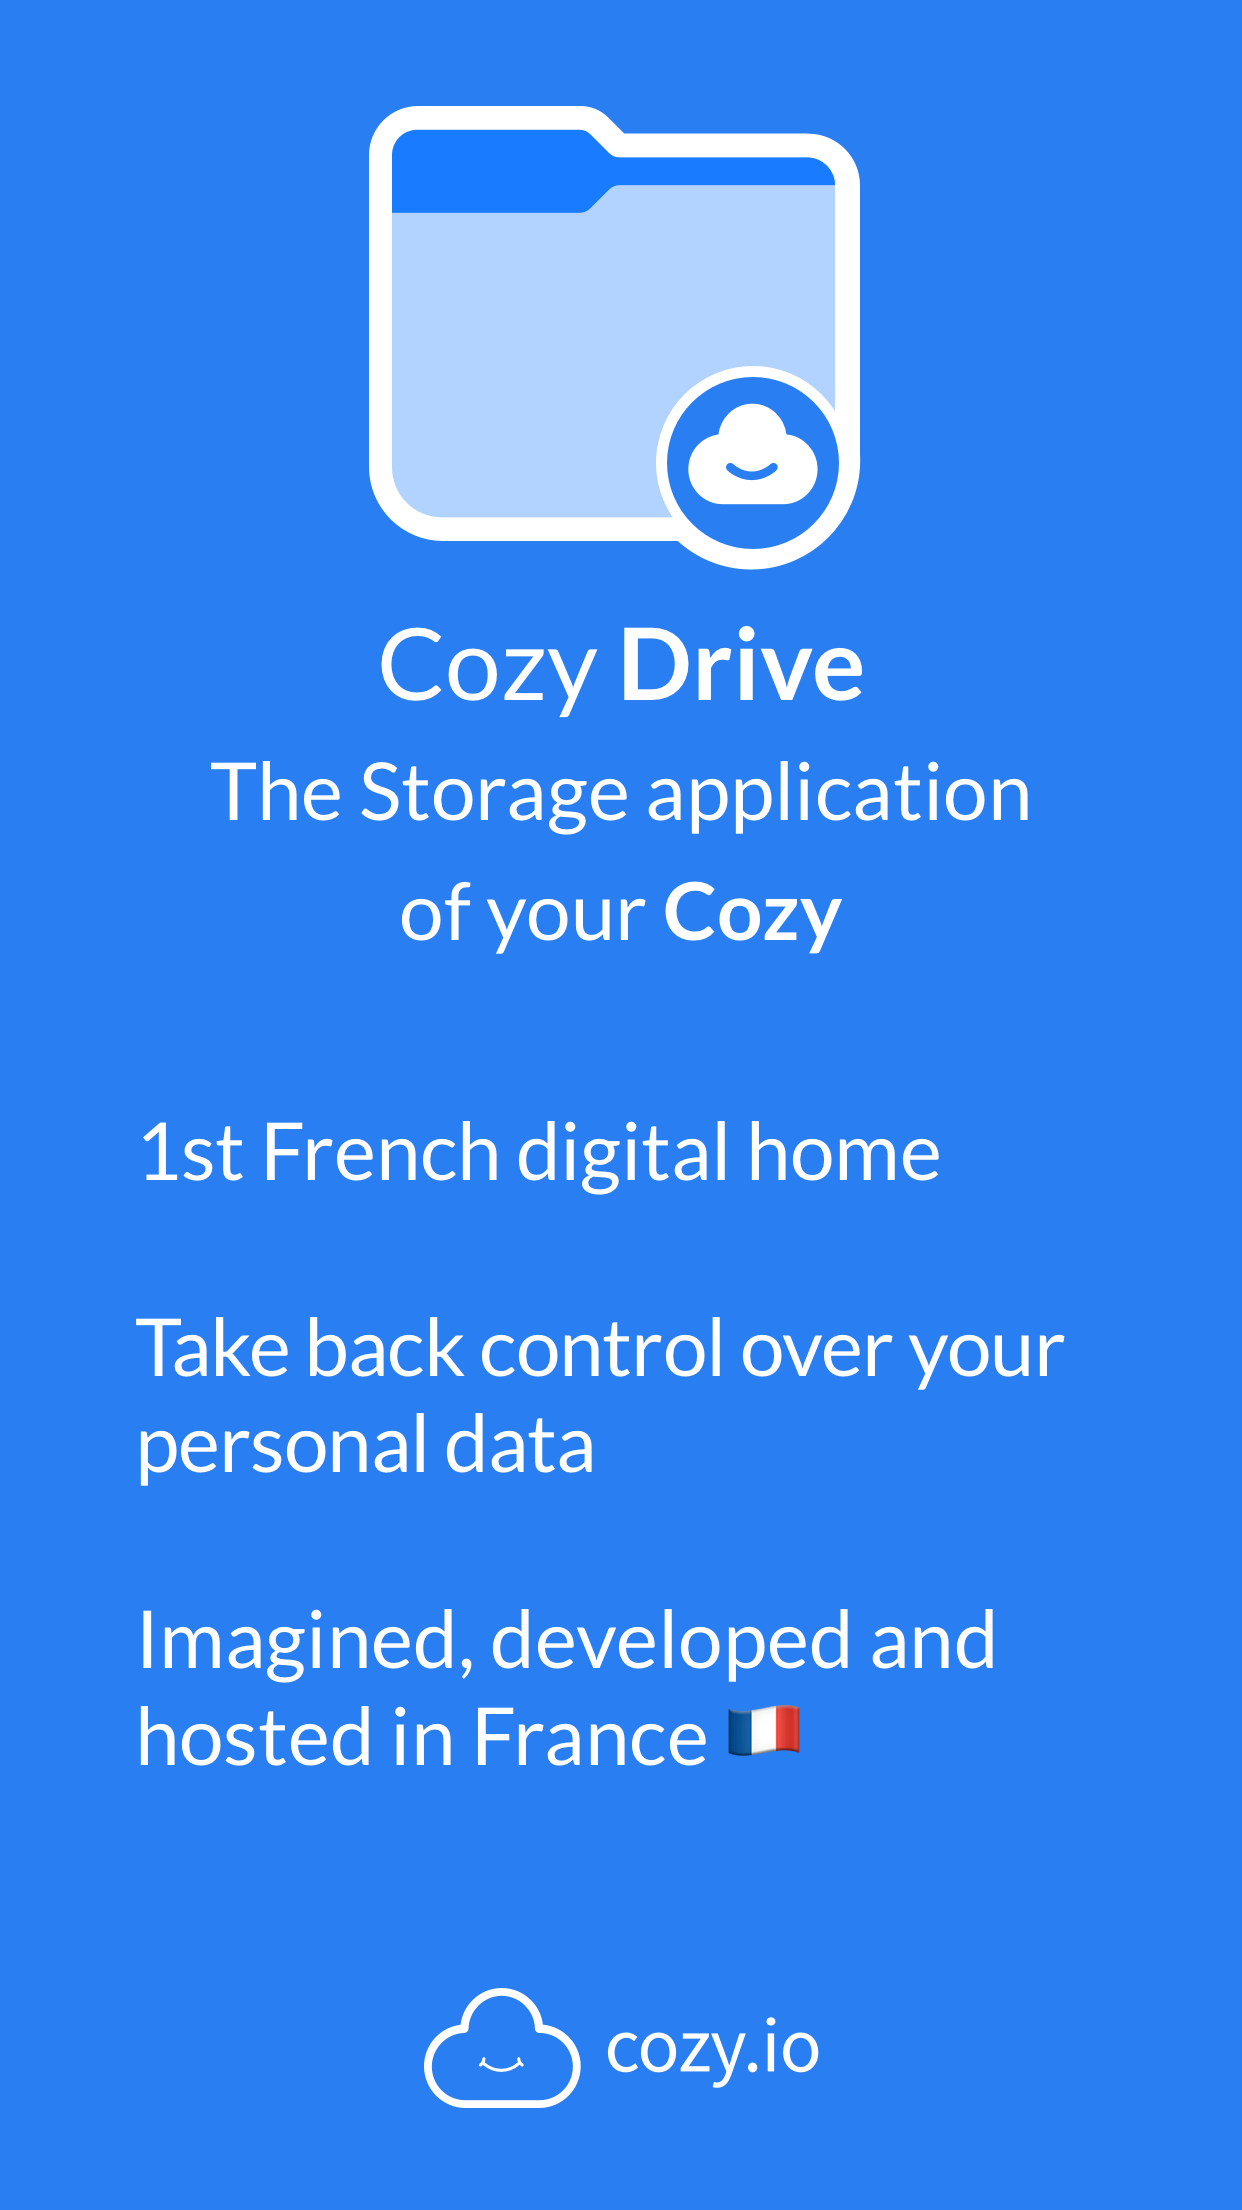 Cozy Drive
The Storage application
of your Cozy
1st French digital home
Take back control over your
personal data
Imagined, developed and
hosted in France 🇫🇷
cozy.io